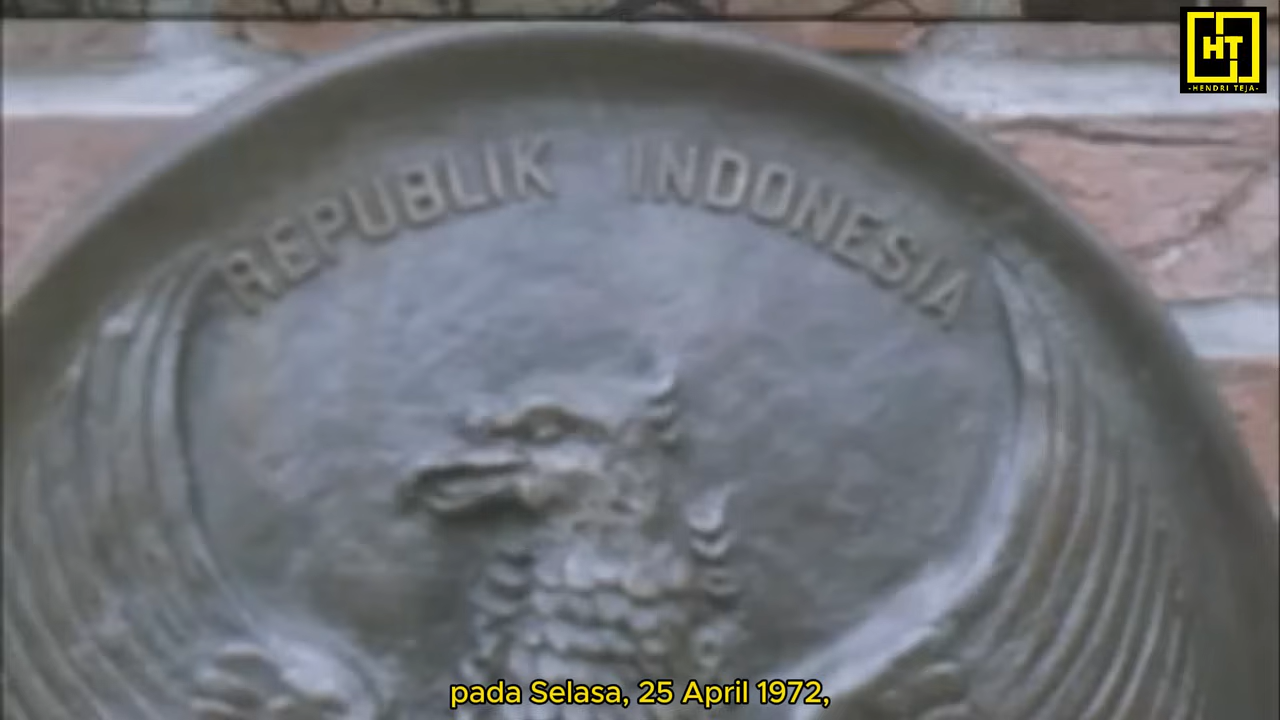 HT
-HENDRI TEJA-
REPUBLIK INDONESIA
pada Selasa, 25 April 1972,